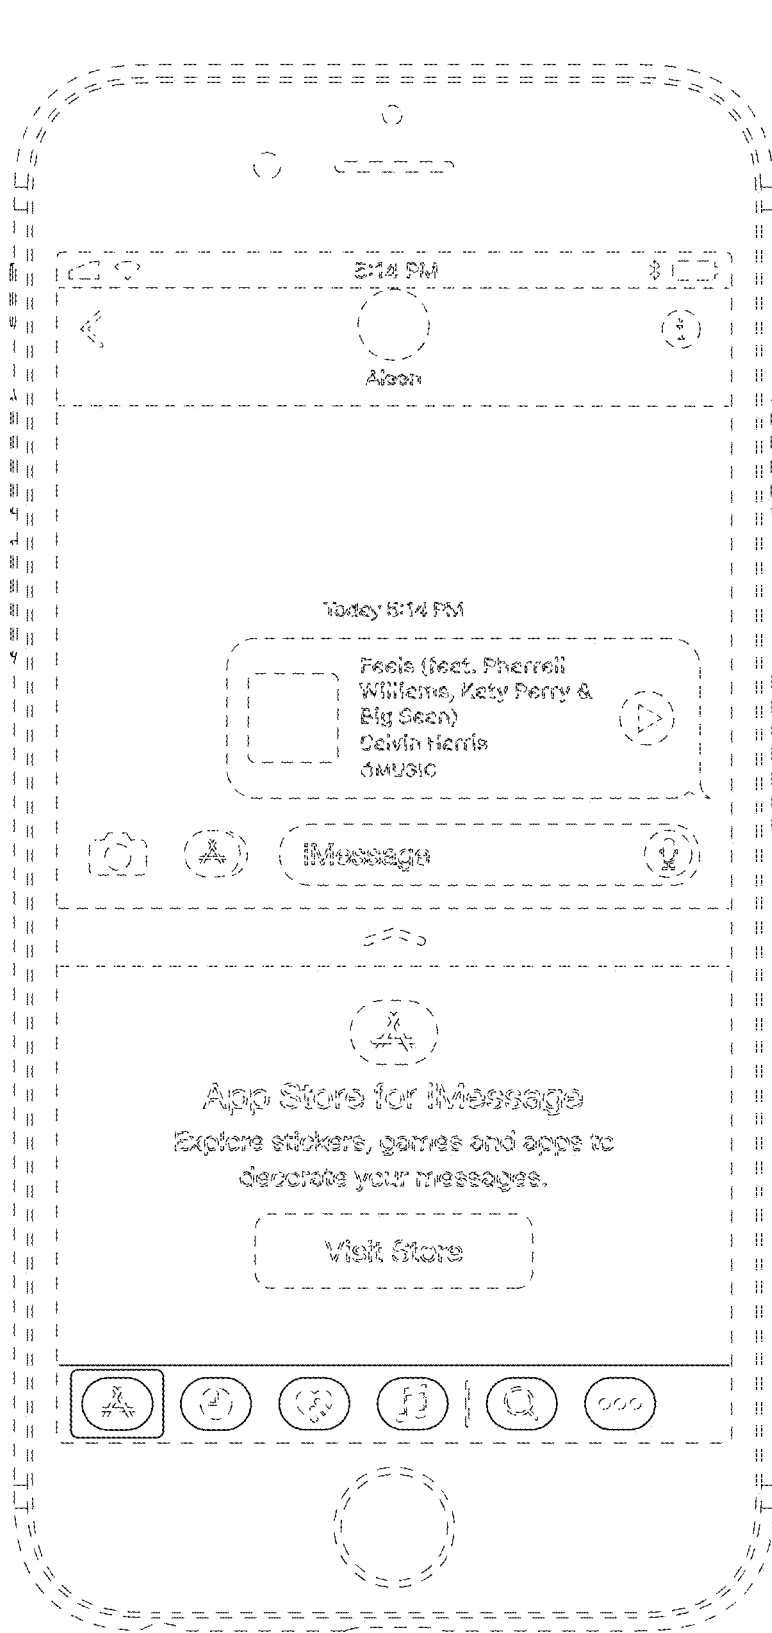 5:14 PM
Today 5:14 PM
Feels (feat. Pharrell
Williams, Katy Perry &
Big Sean)
Calvin Harris
MUSIC
iMessage
App Store for iMessage
Explore stickers, games and apps to
decorate your messages.
Visit Store